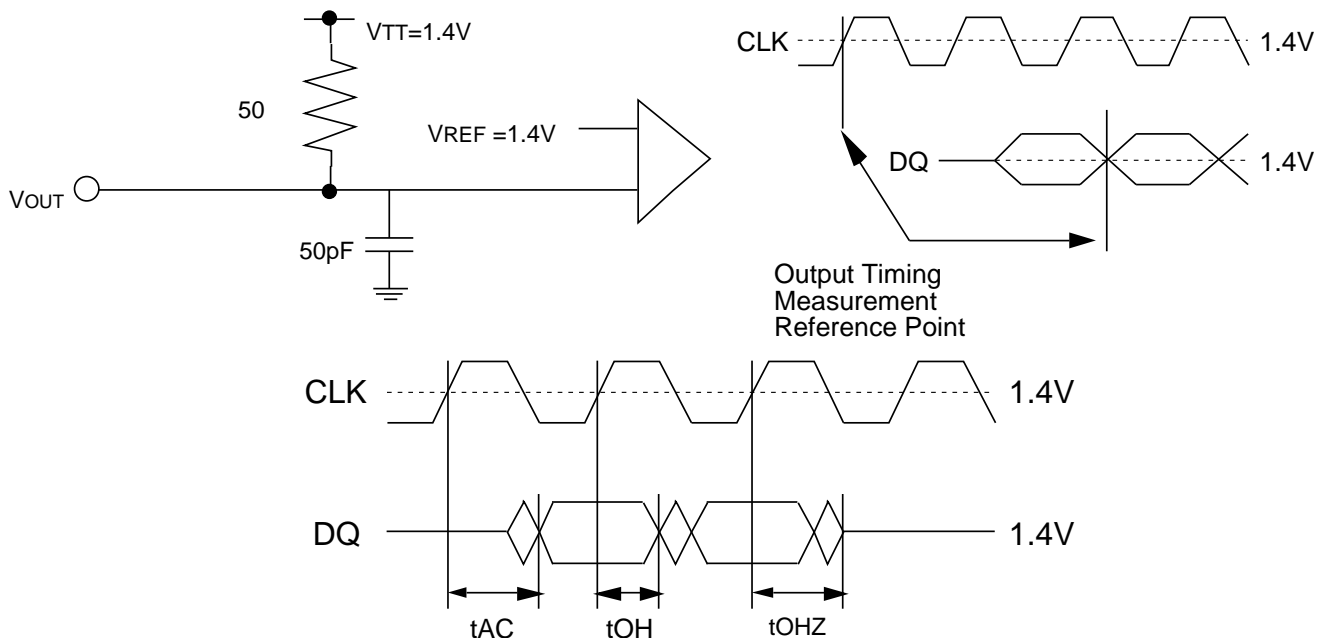 VTT=1.4V
50
VREF =1.4V
VOUT
50pF
CLK
1.4V
DQ
1.4V
Output Timing
Measurement
Reference Point
CLK
1.4V
DQ
1.4V
tAC
tOH
tOHZ